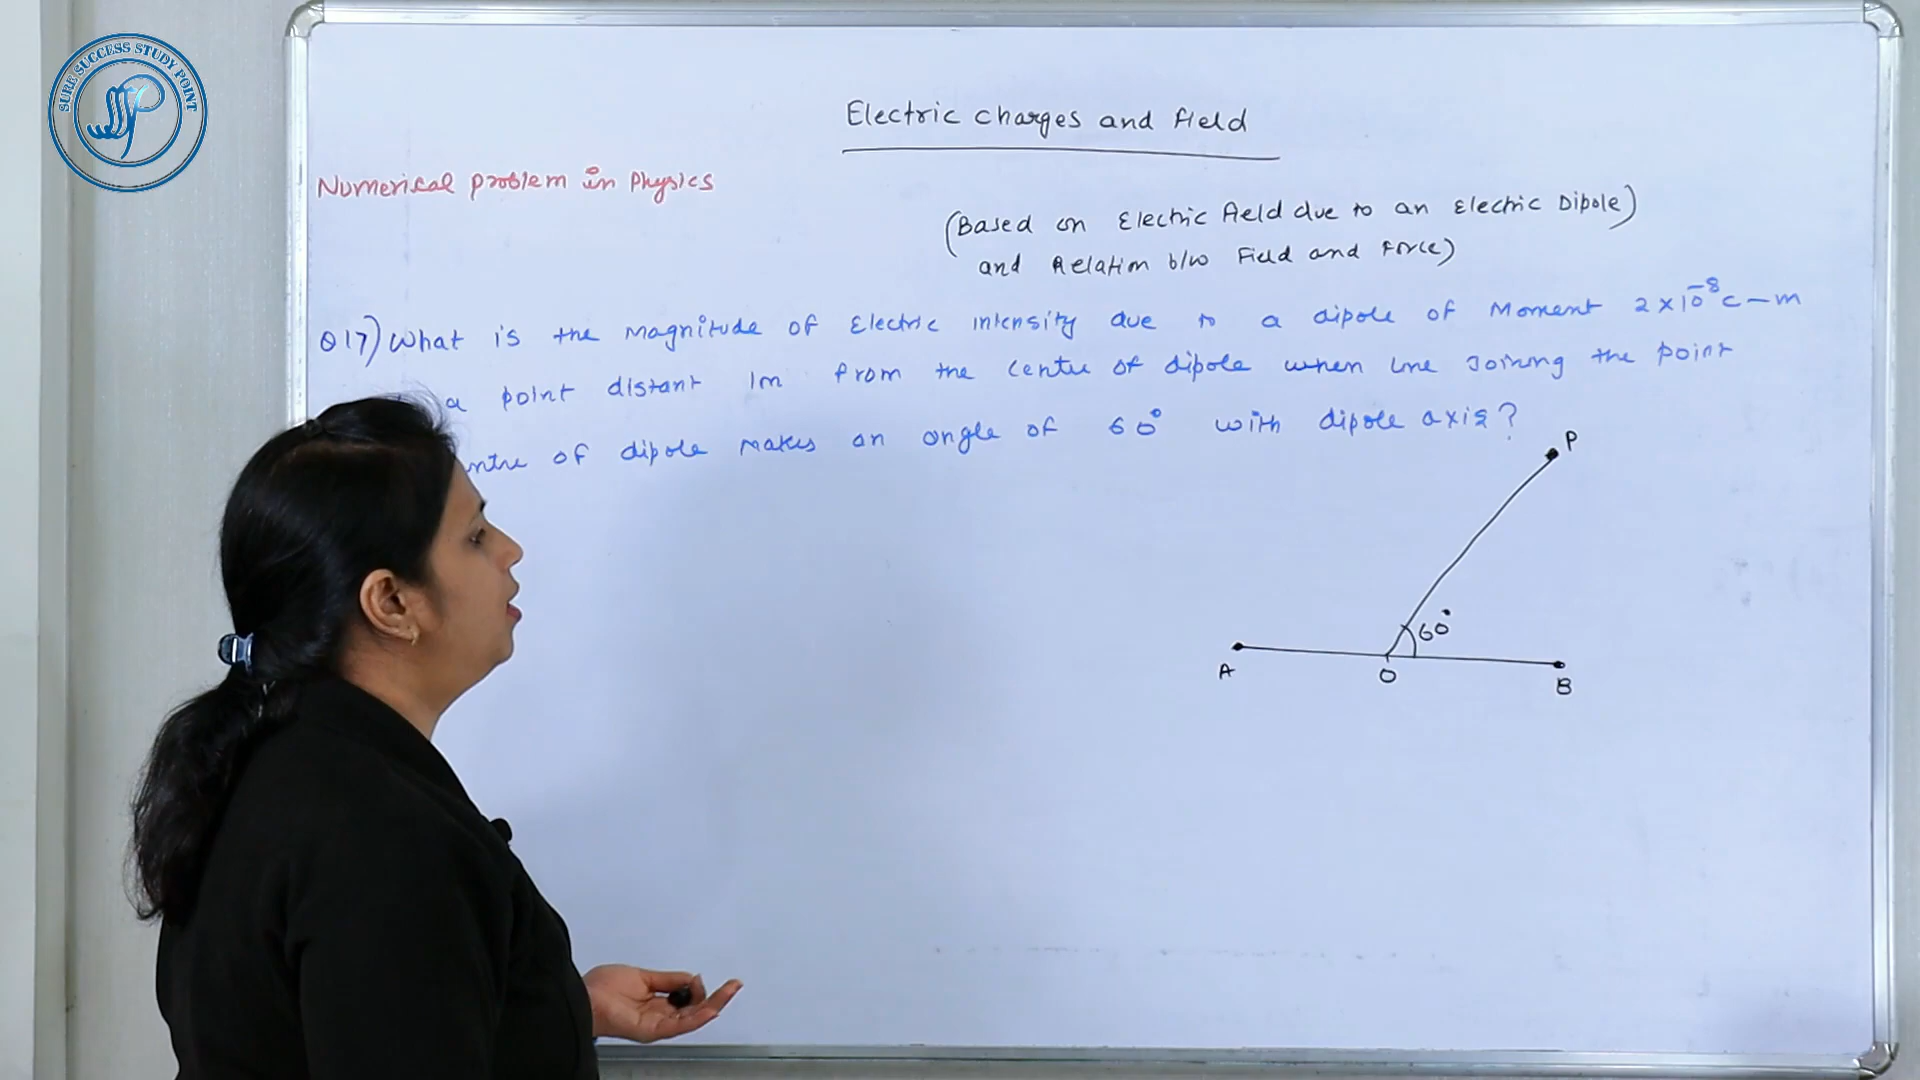 SURE SUCCESS STUDY POINT
Electric charges and field
Numerical problem in Physics
(Based on Electric field due to an Electric Dipole)
and Relation b/w Field and Force)
Q17) What is the magnitude of Electric intensity due to a dipole of Moment 2×10⁻⁸ C-m
a point distant 1m from the centre of dipole when line Joining the point
of dipole makes an angle of 60° with dipole axis?
P
60°
A O B